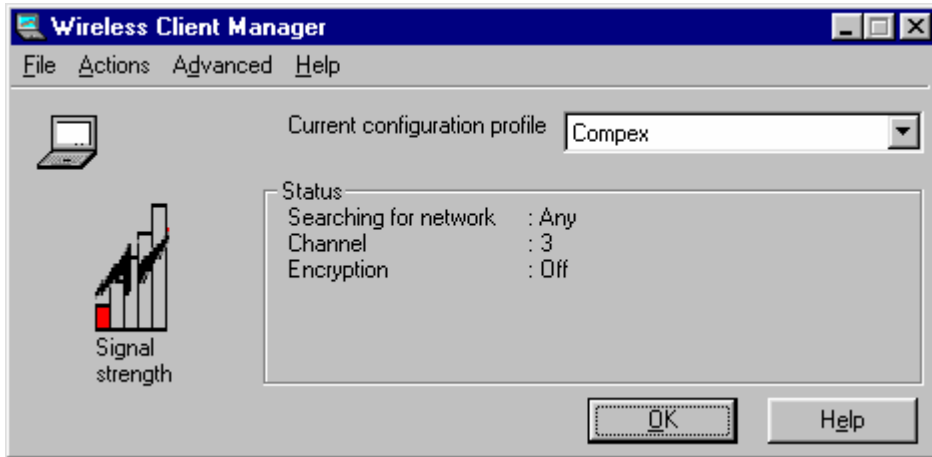 Wireless Client Manager
File Actions Advanced Help
Current configuration profile Compex
Status
Searching for network : Any
Channel : 3
Encryption : Off
Signal
strength
OK Help